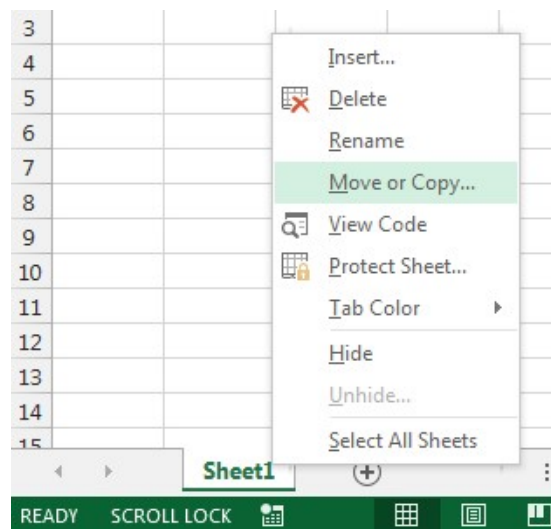 3
4
5
6
7
8
9
10
11
12
13
14
15
Insert...
Delete
Rename
Move or Copy...
View Code
Protect Sheet...
Tab Color
Hide
Unhide...
Select All Sheets
Sheet1
READY SCROLL LOCK